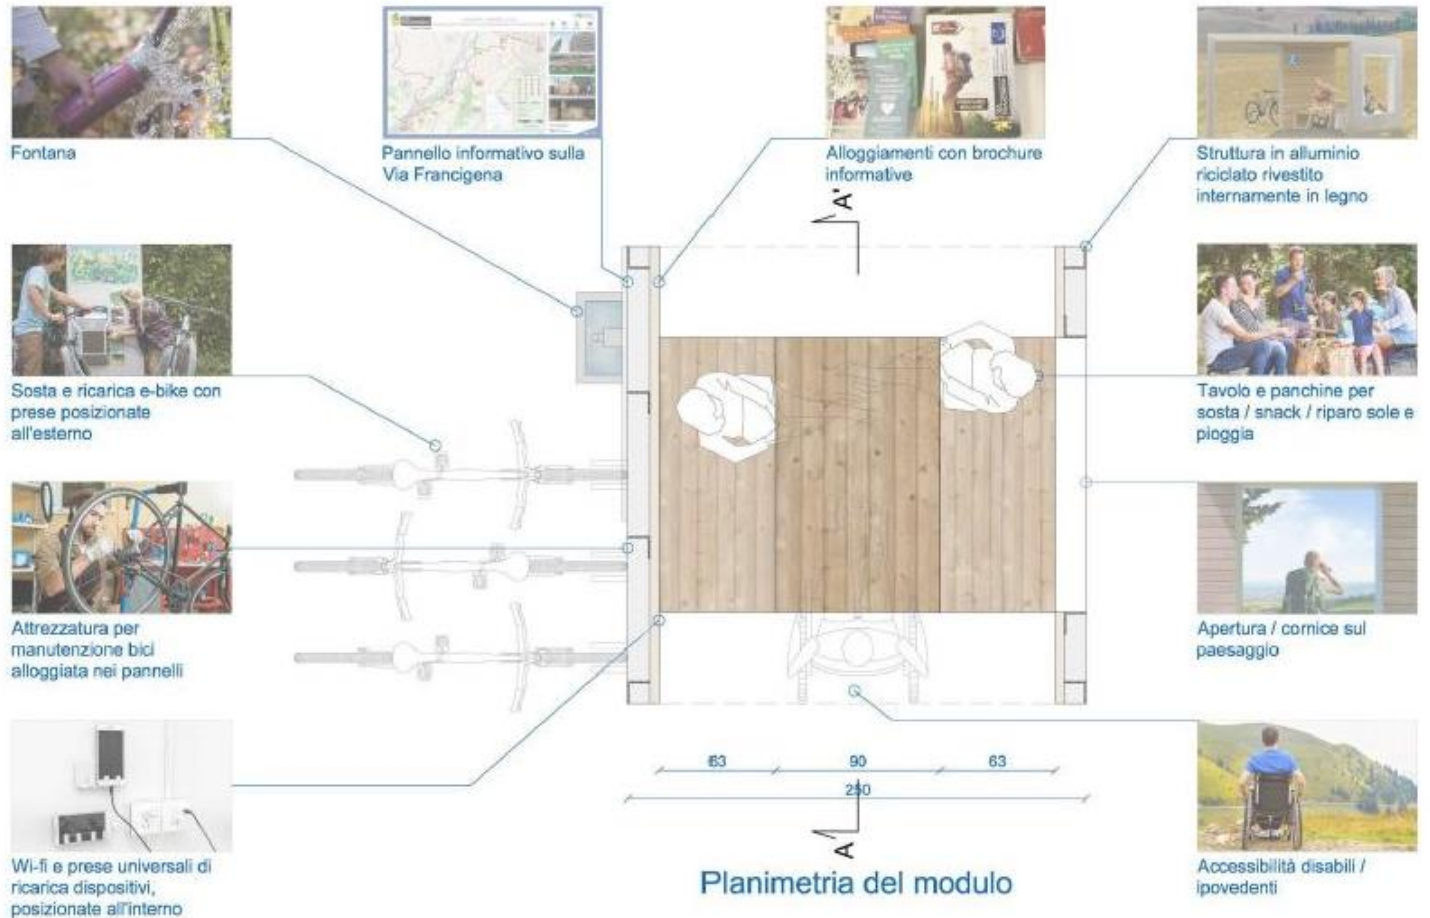 Fontana
Pannello informativo sulla
Via Francigena
Alloggiamenti con brochure
informative
Struttura in alluminio
riciclato rivestito
internamente in legno
A'
Sosta e ricarica e-bike con
prese posizionate
all'esterno
Tavolo e panchine per
sosta / snack / riparo sole e
pioggia
Attrezzatura per
manutenzione bici
alloggiata nei pannelli
Apertura / cornice sul
paesaggio
63 90 63
250
A
Wi-fi e prese universali di
ricarica dispositivi,
posizionate all'interno
Planimetria del modulo
Accessibilità disabili /
ipovedenti